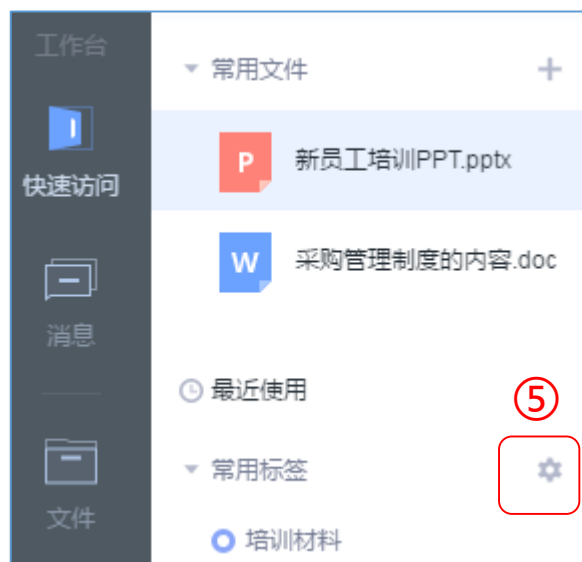 工作台
快速访问
消息
文件
常用文件
P 新员工培训PPT.pptx
W 采购管理制度的内容.doc
最近使用
⑤
常用标签
培训材料